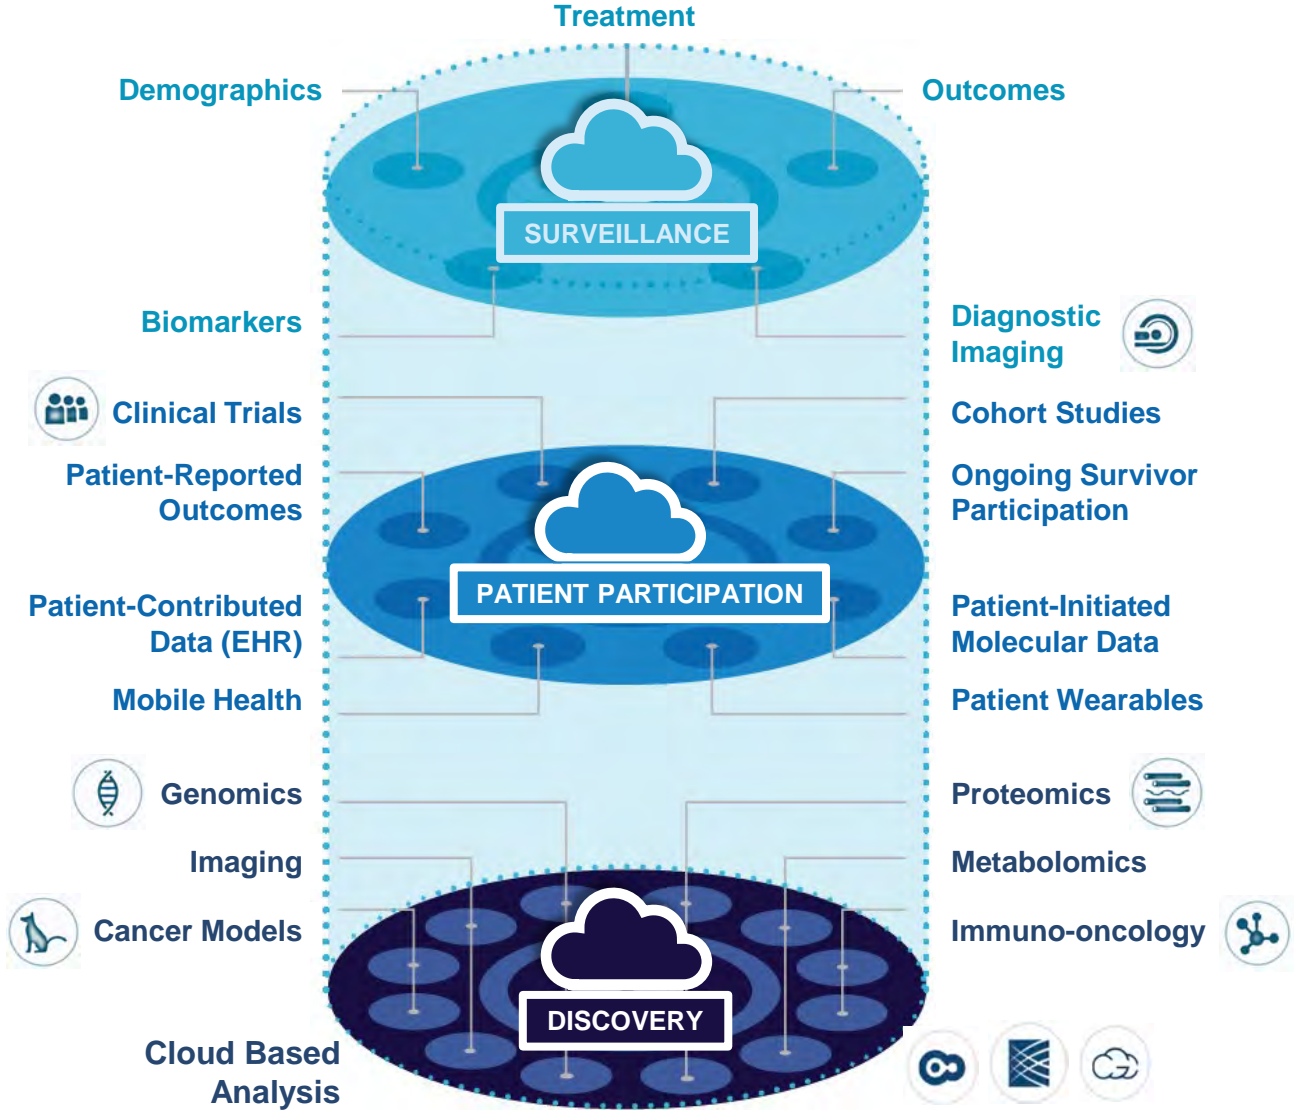 Treatment
Demographics
Outcomes
SURVEILLANCE
Biomarkers
Diagnostic
Imaging
Clinical Trials
Cohort Studies
Patient-Reported
Outcomes
Ongoing Survivor
Participation
PATIENT PARTICIPATION
Patient-Contributed
Data (EHR)
Patient-Initiated
Molecular Data
Mobile Health
Patient Wearables
Genomics
Proteomics
Imaging
Metabolomics
Cancer Models
Immuno-oncology
DISCOVERY
Cloud Based
Analysis